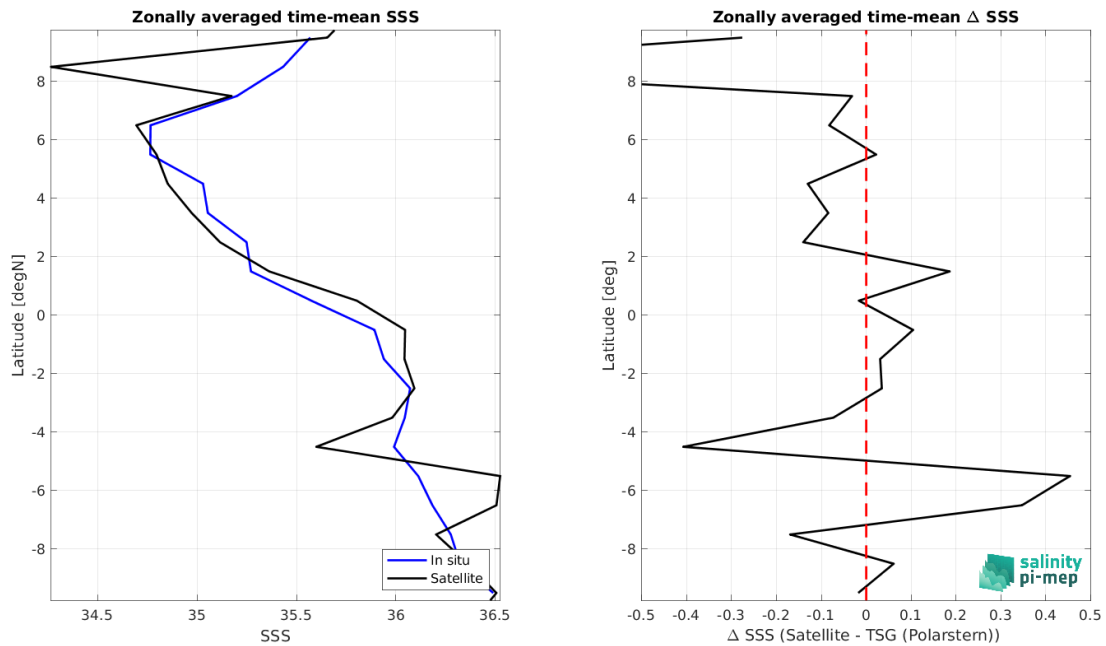 Zonally averaged time-mean SSS
Latitude [degN]
8
6
4
2
0
-2
-4
-6
-8
34.5 35 35.5 36 36.5
SSS
In situ
Satellite
Zonally averaged time-mean Δ SSS
Latitude [deg]
8
6
4
2
0
-2
-4
-6
-8
-0.5 -0.4 -0.3 -0.2 -0.1 0 0.1 0.2 0.3 0.4 0.5
Δ SSS (Satellite - TSG (Polarstern))
salinity
pi-mep